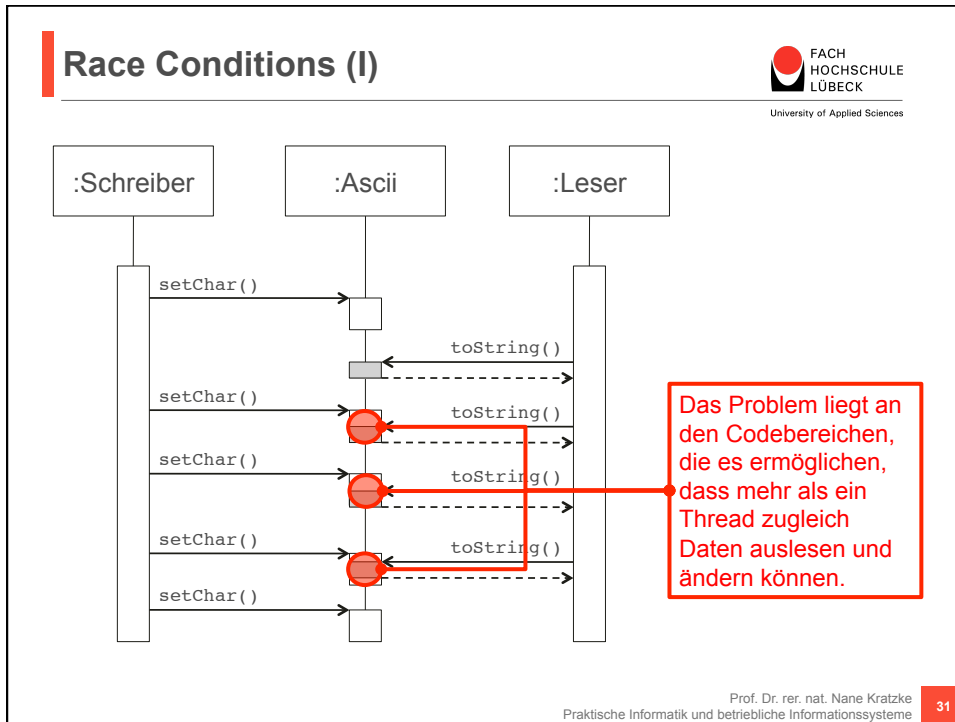 Race Conditions (I)
FACH
HOCHSCHULE
LÜBECK
University of Applied Sciences
:Schreiber
:Ascii
:Leser
setChar()
toString()
setChar()
toString()
setChar()
toString()
setChar()
toString()
setChar()
Das Problem liegt an
den Codebereichen,
die es ermöglichen,
dass mehr als ein
Thread zugleich
Daten auslesen und
ändern können.
Prof. Dr. rer. nat. Nane Kratzke
Praktische Informatik und betriebliche Informationssysteme
31